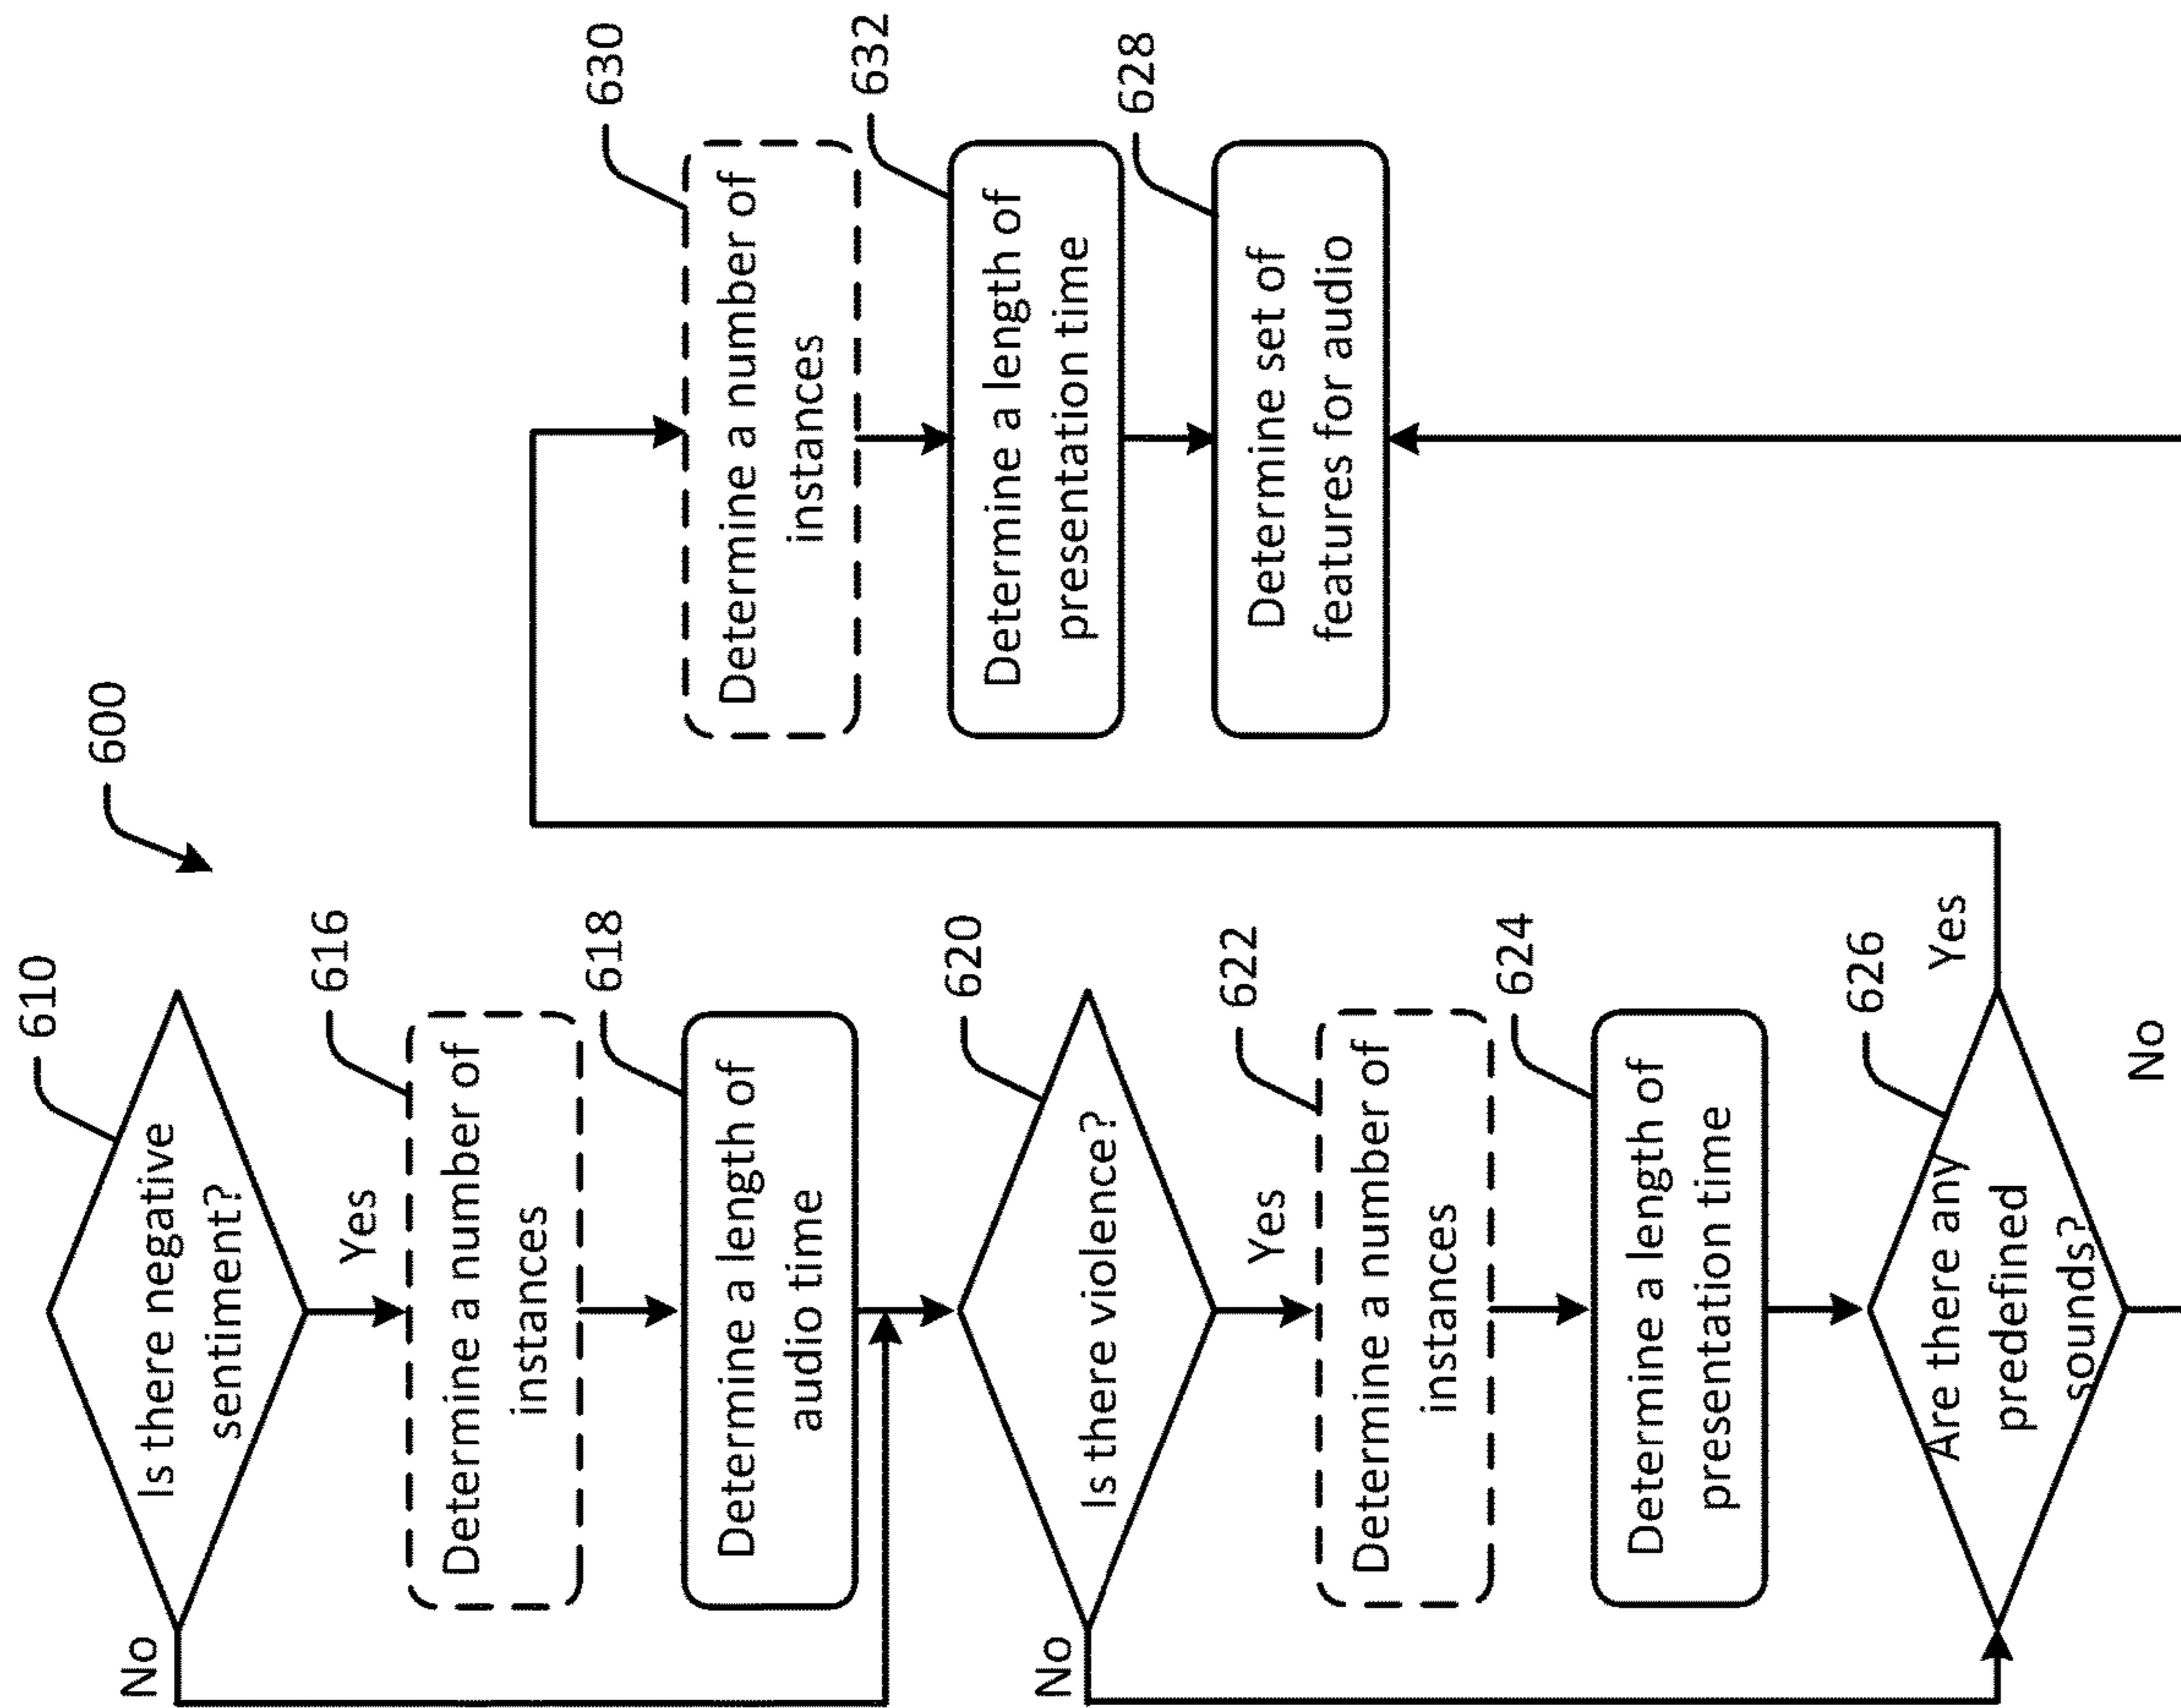 600
610
Is there negative
sentiment?
No
Yes
616
Determine a number of
instances
618
Determine a length of
audio time
620
Is there violence?
No
Yes
622
Determine a number of
instances
624
Determine a length of
presentation time
626
Are there any
predefined
sounds?
Yes
No
630
Determine a number of
instances
632
Determine a length of
presentation time
628
Determine set of
features for audio